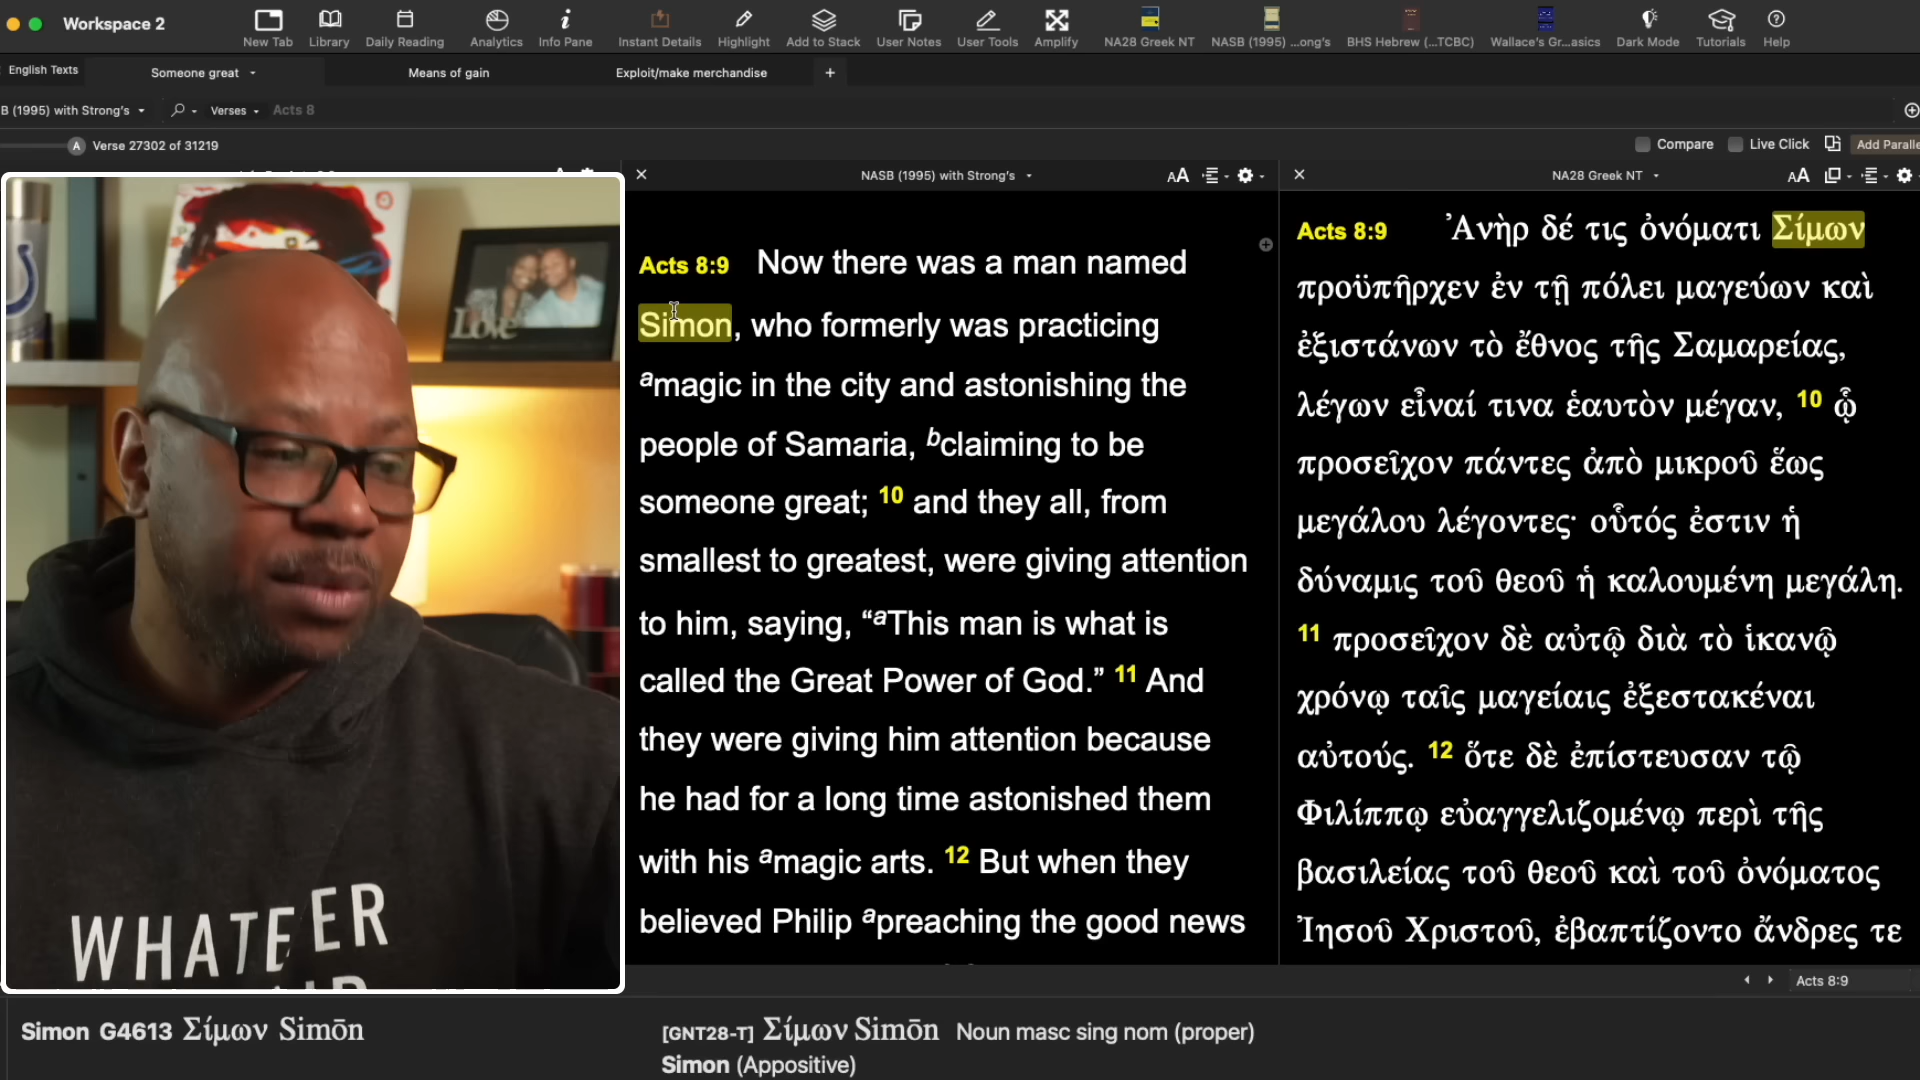 Workspace 2
New Tab
Library
Daily Reading
Analytics
Info Pane
Instant Details
Highlight
Add to Stack
User Notes
User Tools
Amplify
NA28 Greek NT
NASB (1995) ...ong's
BHS Hebrew (...TCBC)
Wallace's Gr...asics
Dark Mode
Tutorials
Help
English Texts
Someone great
Means of gain
Exploit/make merchandise
B (1995) with Strong's
Verses
Acts 8
A
Verse 27302 of 31219
Compare
Live Click
Add Paralle
NASB (1995) with Strong's
AA
NA28 Greek NT
AA
Acts 8:9 Now there was a man named
Simon, who formerly was practicing
ᵃmagic in the city and astonishing the
people of Samaria, ᵇclaiming to be
someone great; 10 and they all, from
smallest to greatest, were giving attention
to him, saying, “ᵃThis man is what is
called the Great Power of God.” 11 And
they were giving him attention because
he had for a long time astonished them
with his ᵃmagic arts. 12 But when they
believed Philip ᵃpreaching the good news
Acts 8:9 Ἀνὴρ δέ τις ὀνόματι Σίμων
προϋπῆρχεν ἐν τῇ πόλει μαγεύων καὶ
ἐξιστάνων τὸ ἔθνος τῆς Σαμαρείας,
λέγων εἶναί τινα ἑαυτὸν μέγαν, 10 ᾧ
προσεῖχον πάντες ἀπὸ μικροῦ ἕως
μεγάλου λέγοντες· οὗτός ἐστιν ἡ
δύναμις τοῦ θεοῦ ἡ καλουμένη μεγάλη.
11 προσεῖχον δὲ αὐτῷ διὰ τὸ ἱκανῷ
χρόνῳ ταῖς μαγείαις ἐξεστακέναι
αὐτούς. 12 ὅτε δὲ ἐπίστευσαν τῷ
Φιλίππῳ εὐαγγελιζομένῳ περὶ τῆς
βασιλείας τοῦ θεοῦ καὶ τοῦ ὀνόματος
Ἰησοῦ Χριστοῦ, ἐβαπτίζοντο ἄνδρες τε
Love
WHATEVER
Acts 8:9
Simon G4613 Σίμων Simōn
[GNT28-T] Σίμων Simōn Noun masc sing nom (proper)
Simon (Appositive)